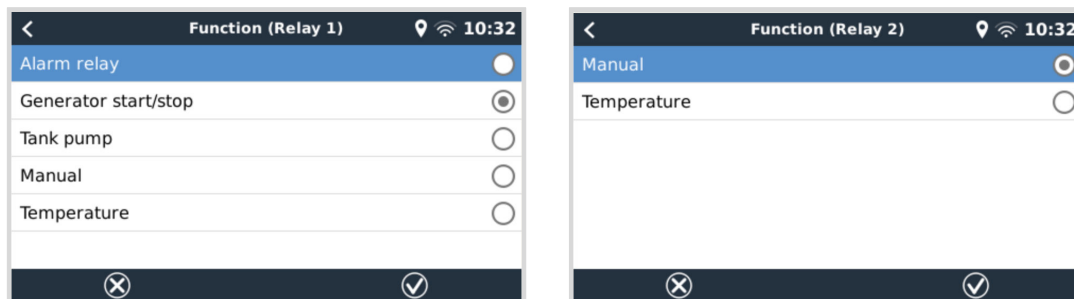 Function (Relay 1) 10:32
Alarm relay
Generator start/stop
Tank pump
Manual
Temperature
Function (Relay 2) 10:32
Manual
Temperature